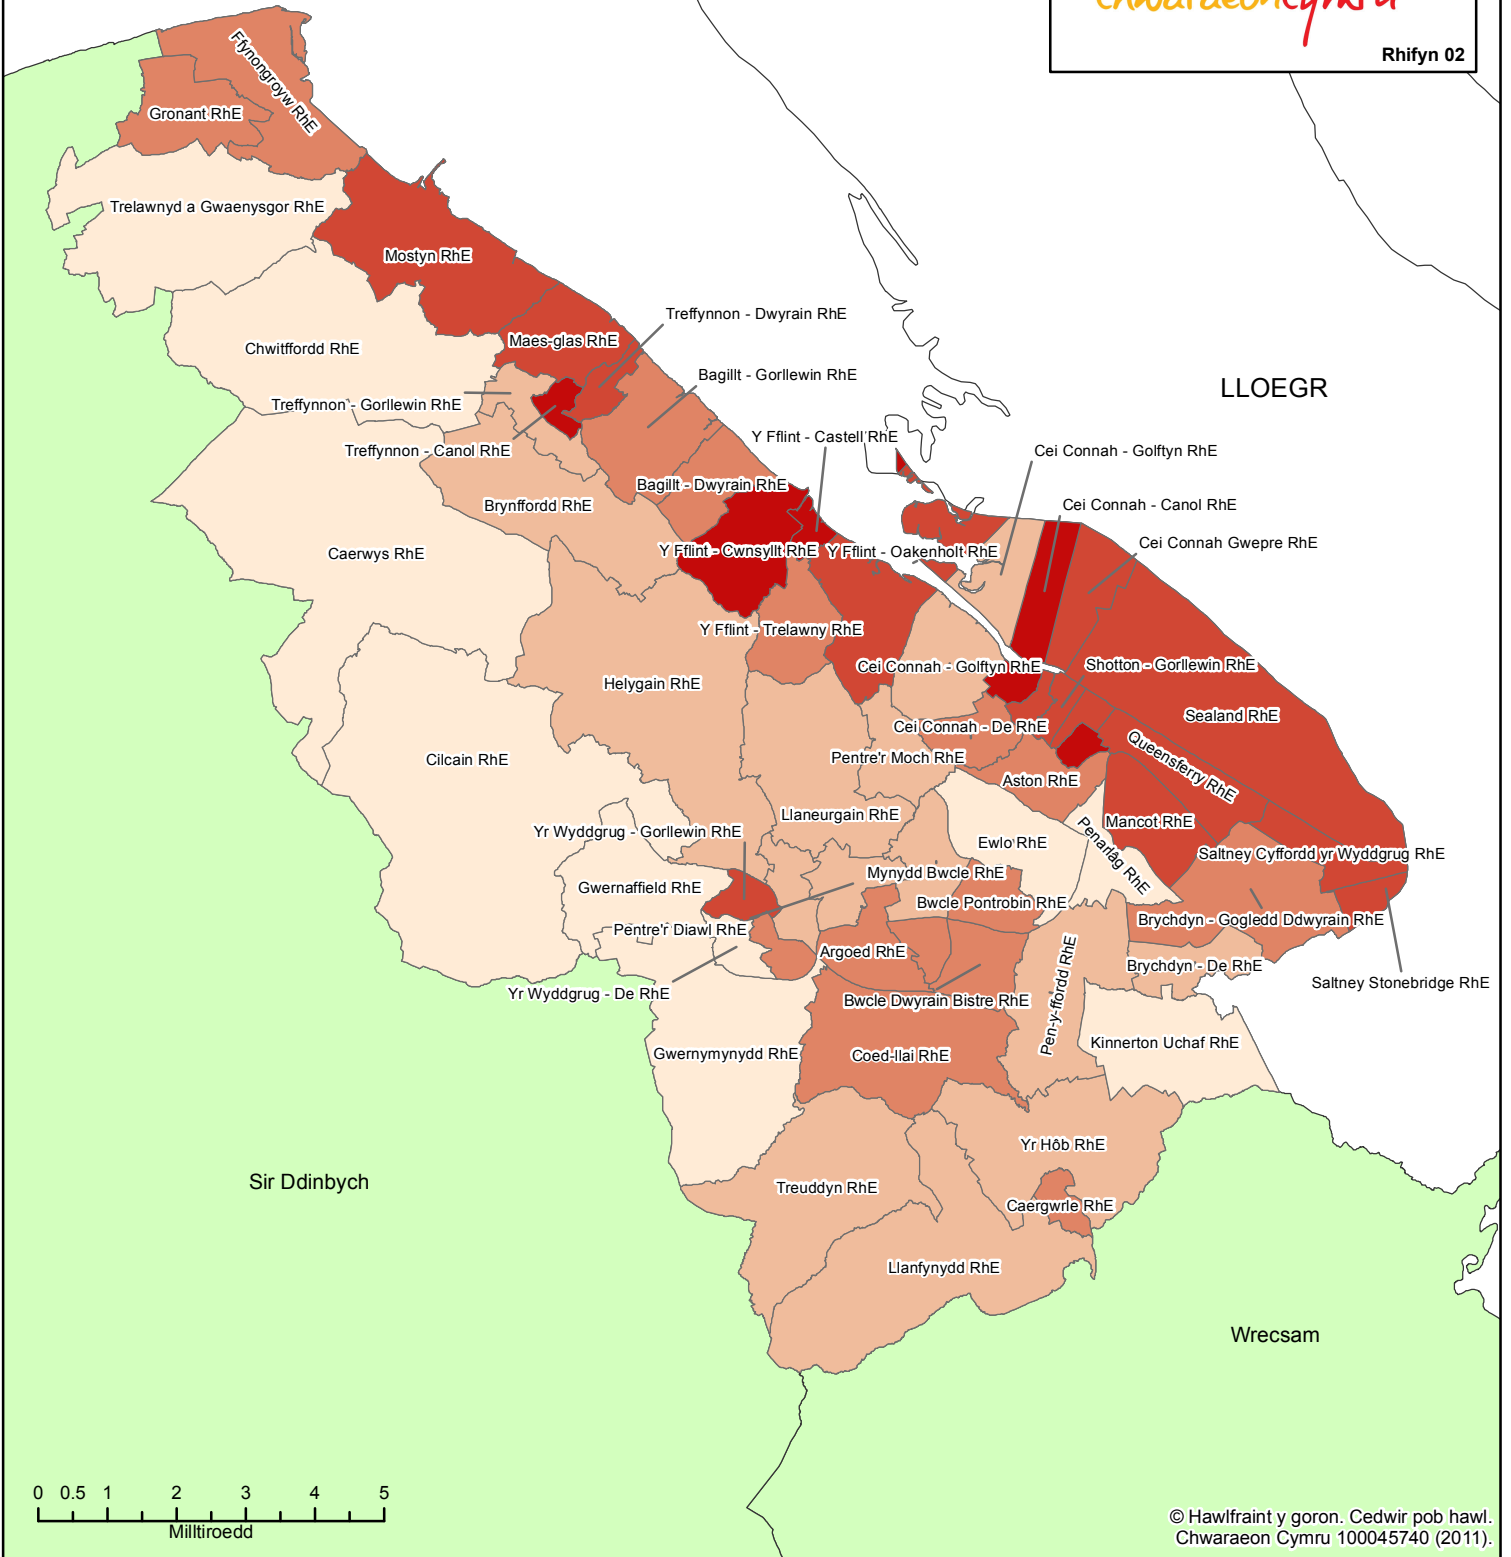 chwaraeoncymru
Rhifyn 02
Ffynongroyw RhE
Gronant RhE
Trelawnyd a Gwaenysgor RhE
Mostyn RhE
Treffynnon - Dwyrain RhE
Maes-glas RhE
Chwitffordd RhE
Bagillt - Gorllewin RhE
LLOEGR
Treffynnon - Gorllewin RhE
Y Fflint - Castell RhE
Treffynnon - Canol RhE
Cei Connah - Golftyn RhE
Bagillt - Dwyrain RhE
Brynffordd RhE
Cei Connah - Canol RhE
Caerwys RhE
Y Fflint - Cwnsyllt RhE
Y Fflint - Oakenholt RhE
Cei Connah Gwepre RhE
Y Fflint - Trelawny RhE
Cei Connah - Golftyn RhE
Shotton - Gorllewin RhE
Helygain RhE
Sealand RhE
Cei Connah - De RhE
Cilcain RhE
Pentre'r Moch RhE
Queensferry RhE
Aston RhE
Llaneurgain RhE
Mancot RhE
Yr Wyddgrug - Gorllewin RhE
Ewlo RhE
Penarlâg RhE
Saltney Cyffordd yr Wyddgrug RhE
Mynydd Bwcle RhE
Gwernaffield RhE
Bwcle Pontrobin RhE
Brychdyn - Gogledd Ddwyrain RhE
Pentre'r Diawl RhE
Argoed RhE
Brychdyn - De RhE
Saltney Stonebridge RhE
Yr Wyddgrug - De RhE
Bwcle Dwyrain Bistre RhE
Pen-y-ffordd RhE
Kinnerton Uchaf RhE
Gwernymynydd RhE
Coed-llai RhE
Yr Hôb RhE
Sir Ddinbych
Treuddyn RhE
Caergwrle RhE
Llanfynydd RhE
Wrecsam
0 0.5 1 2 3 4 5
Milltiroedd
© Hawlfraint y goron. Cedwir pob hawl.
Chwaraeon Cymru 100045740 (2011).